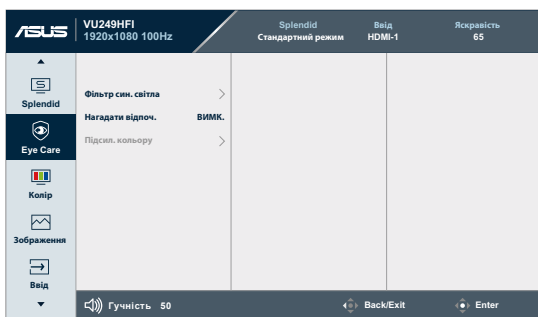 ASUS
VU249HFI
1920x1080 100Hz
Splendid
Стандартний режим
Ввід
HDMI-1
Яскравість
65
Splendid
Eye Care
Колір
Зображення
Ввід
Фільтр син. світла
Нагадати відпоч. ВИМК.
Підсил. кольору
Гучність 50
Back/Exit
Enter